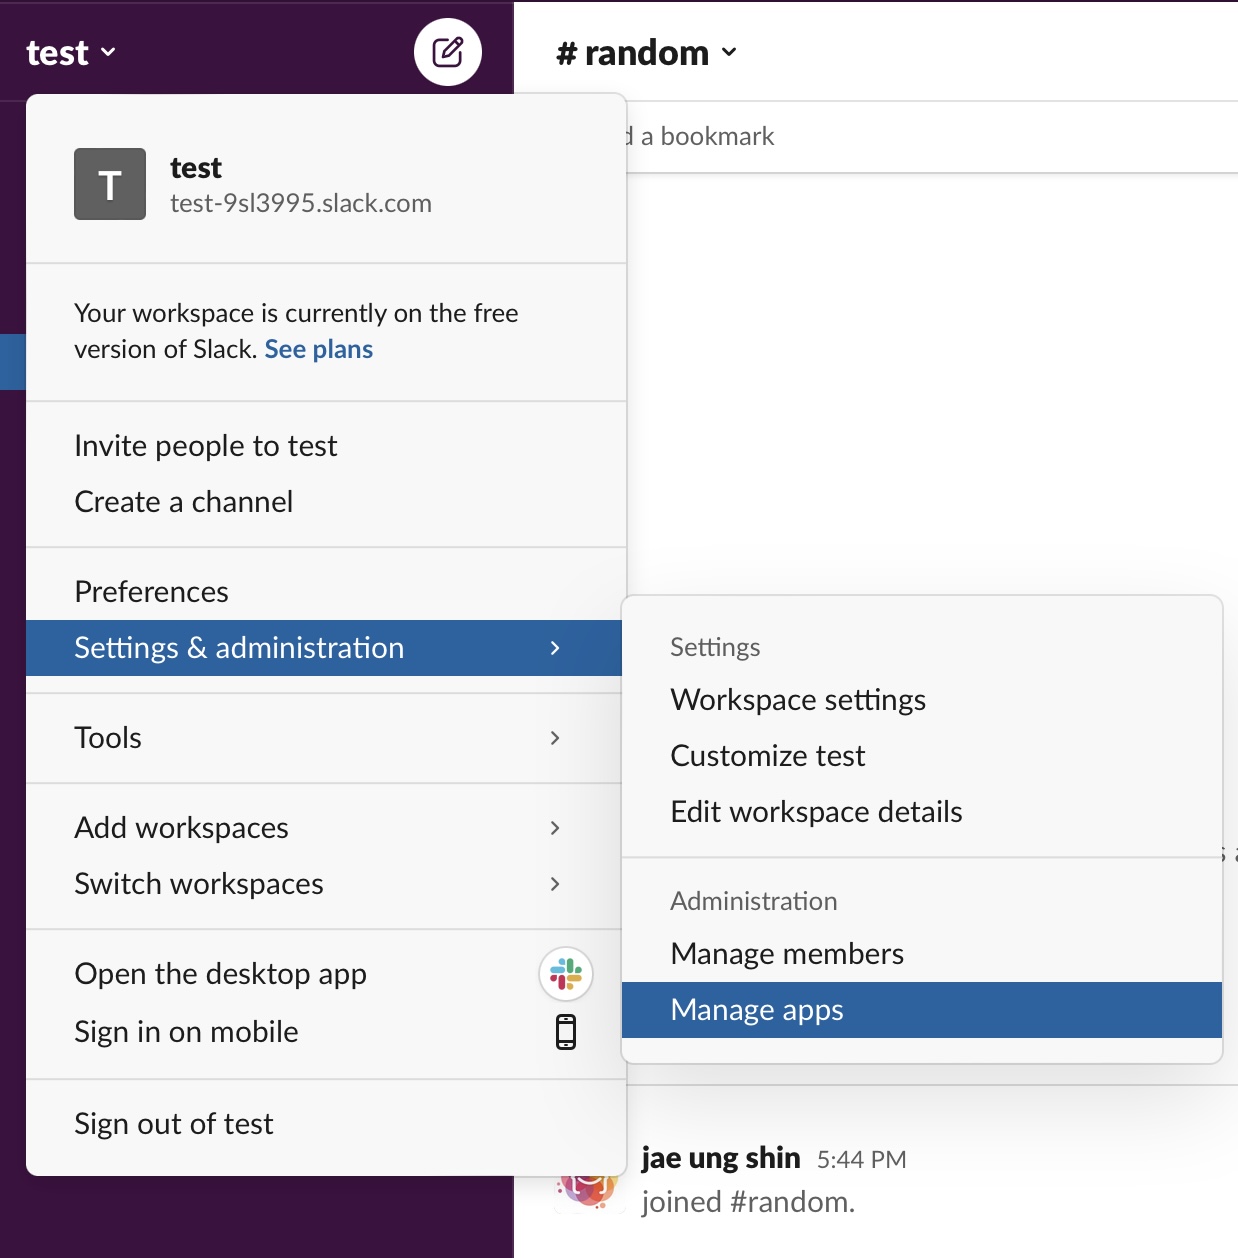 test
# random
d a bookmark
T
test
test-9sl3995.slack.com
Your workspace is currently on the free
version of Slack. See plans
Invite people to test
Create a channel
Preferences
Settings & administration
Tools
Add workspaces
Switch workspaces
Open the desktop app
Sign in on mobile
Sign out of test
Settings
Workspace settings
Customize test
Edit workspace details
Administration
Manage members
Manage apps
jae ung shin 5:44 PM
joined #random.